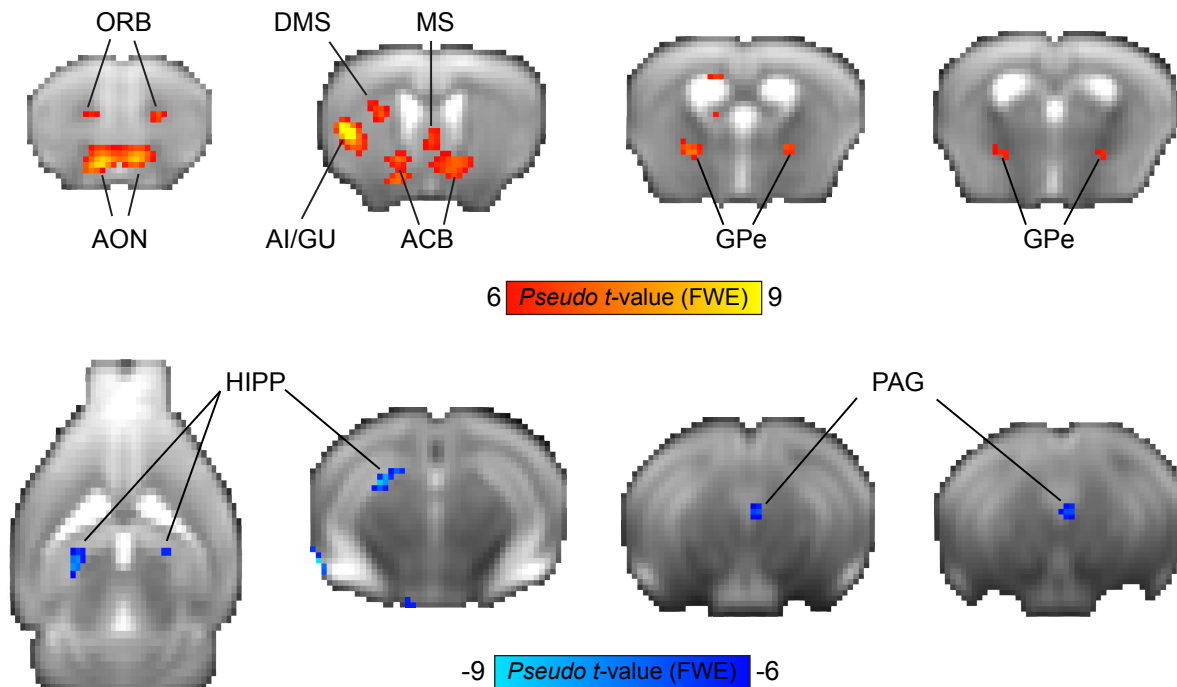 ORB DMS MS
AON AI/GU ACB GPe GPe
6 Pseudo t-value (FWE) 9
HIPP PAG
-9 Pseudo t-value (FWE) -6